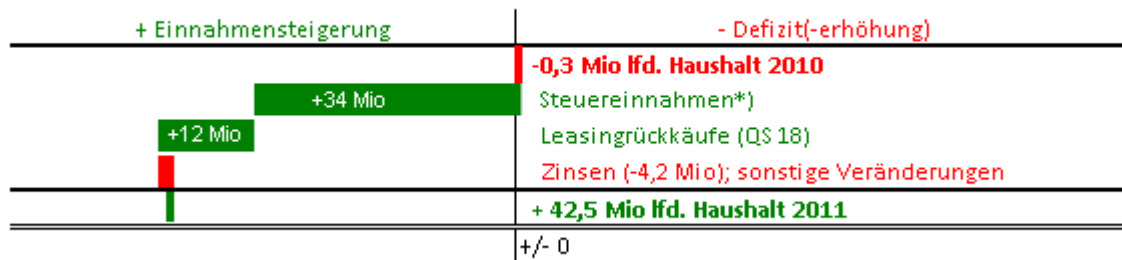 + Einnahmensteigerung - Defizit(-erhöhung)
-0,3 Mio lfd. Haushalt 2010
+34 Mio Steuereinnahmen*)
+12 Mio Leasingrückkäufe (QS 18)
Zinsen (-4,2 Mio); sonstige Veränderungen
+ 42,5 Mio lfd. Haushalt 2011
+/- 0